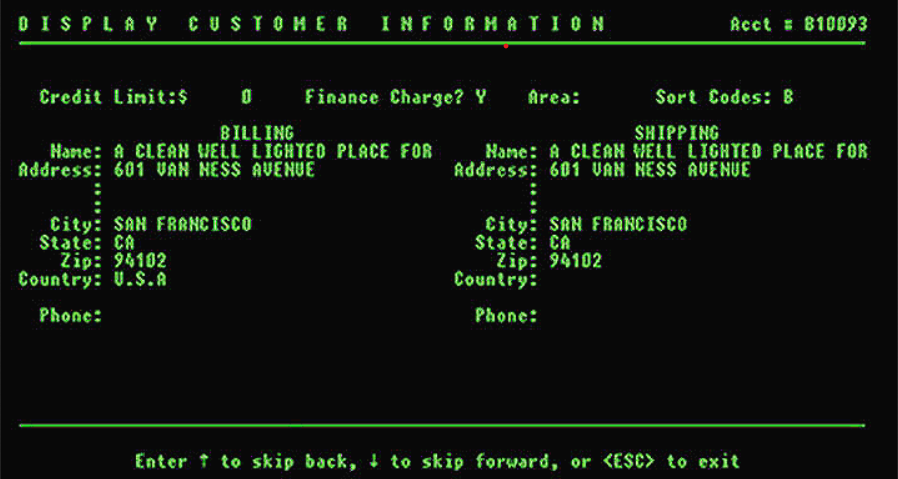 DISPLAY CUSTOMER INFORMATION Acct # B10093
Credit Limit:$ 0 Finance Charge? Y Area: Sort Codes: B
BILLING SHIPPING
Name: A CLEAN WELL LIGHTED PLACE FOR Name: A CLEAN WELL LIGHTED PLACE FOR
Address: 601 VAN NESS AVENUE Address: 601 VAN NESS AVENUE
: :
: :
City: SAN FRANCISCO City: SAN FRANCISCO
State: CA State: CA
Zip: 94102 Zip: 94102
Country: U.S.A Country:
Phone: Phone:
Enter ↑ to skip back, ↓ to skip forward, or <ESC> to exit